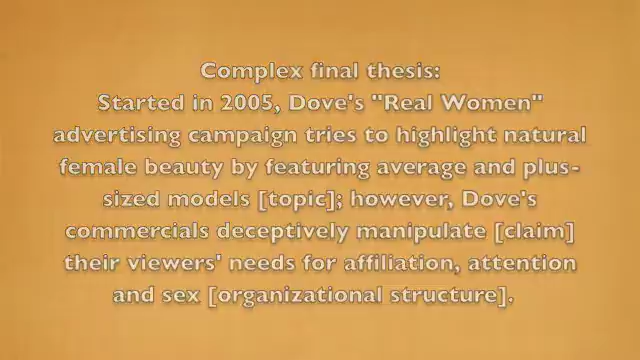 Complex final thesis:
Started in 2005, Dove's "Real Women"
advertising campaign tries to highlight natural
female beauty by featuring average and plus-
sized models [topic]; however, Dove's
commercials deceptively manipulate [claim]
their viewers' needs for affiliation, attention
and sex [organizational structure].